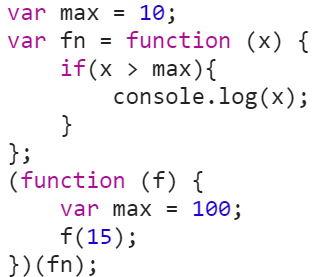 var max = 10;
var fn = function (x) {
    if(x > max){
        console.log(x);
    }
};
(function (f) {
    var max = 100;
    f(15);
})(fn);